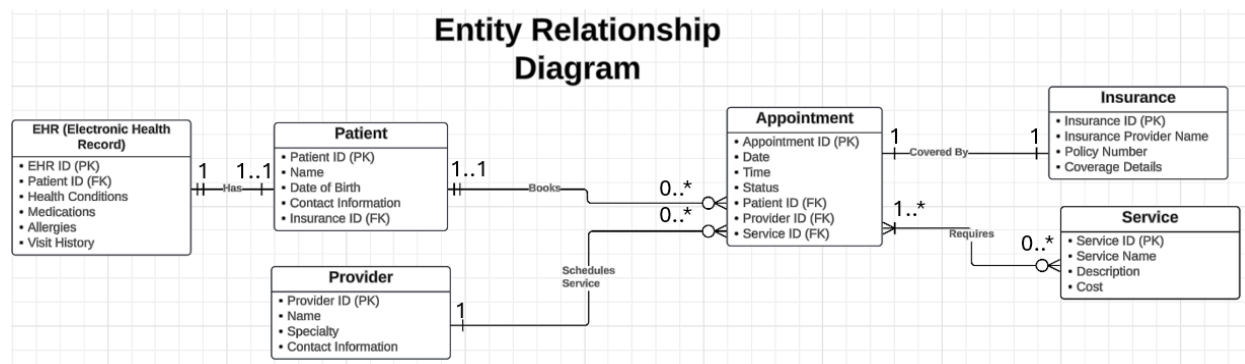 Entity Relationship
Diagram
EHR (Electronic Health
Record)
• EHR ID (PK)
• Patient ID (FK)
• Health Conditions
• Medications
• Allergies
• Visit History
1
Has
1..1
Patient
• Patient ID (PK)
• Name
• Date of Birth
• Contact Information
• Insurance ID (FK)
1..1
Books
0..*
Provider
• Provider ID (PK)
• Name
• Specialty
• Contact Information
1
Schedules
Service
0..*
Appointment
• Appointment ID (PK)
• Date
• Time
• Status
• Patient ID (FK)
• Provider ID (FK)
• Service ID (FK)
1
Covered By
1
Insurance
• Insurance ID (PK)
• Insurance Provider Name
• Policy Number
• Coverage Details
1..*
Requires
0..*
Service
• Service ID (PK)
• Service Name
• Description
• Cost